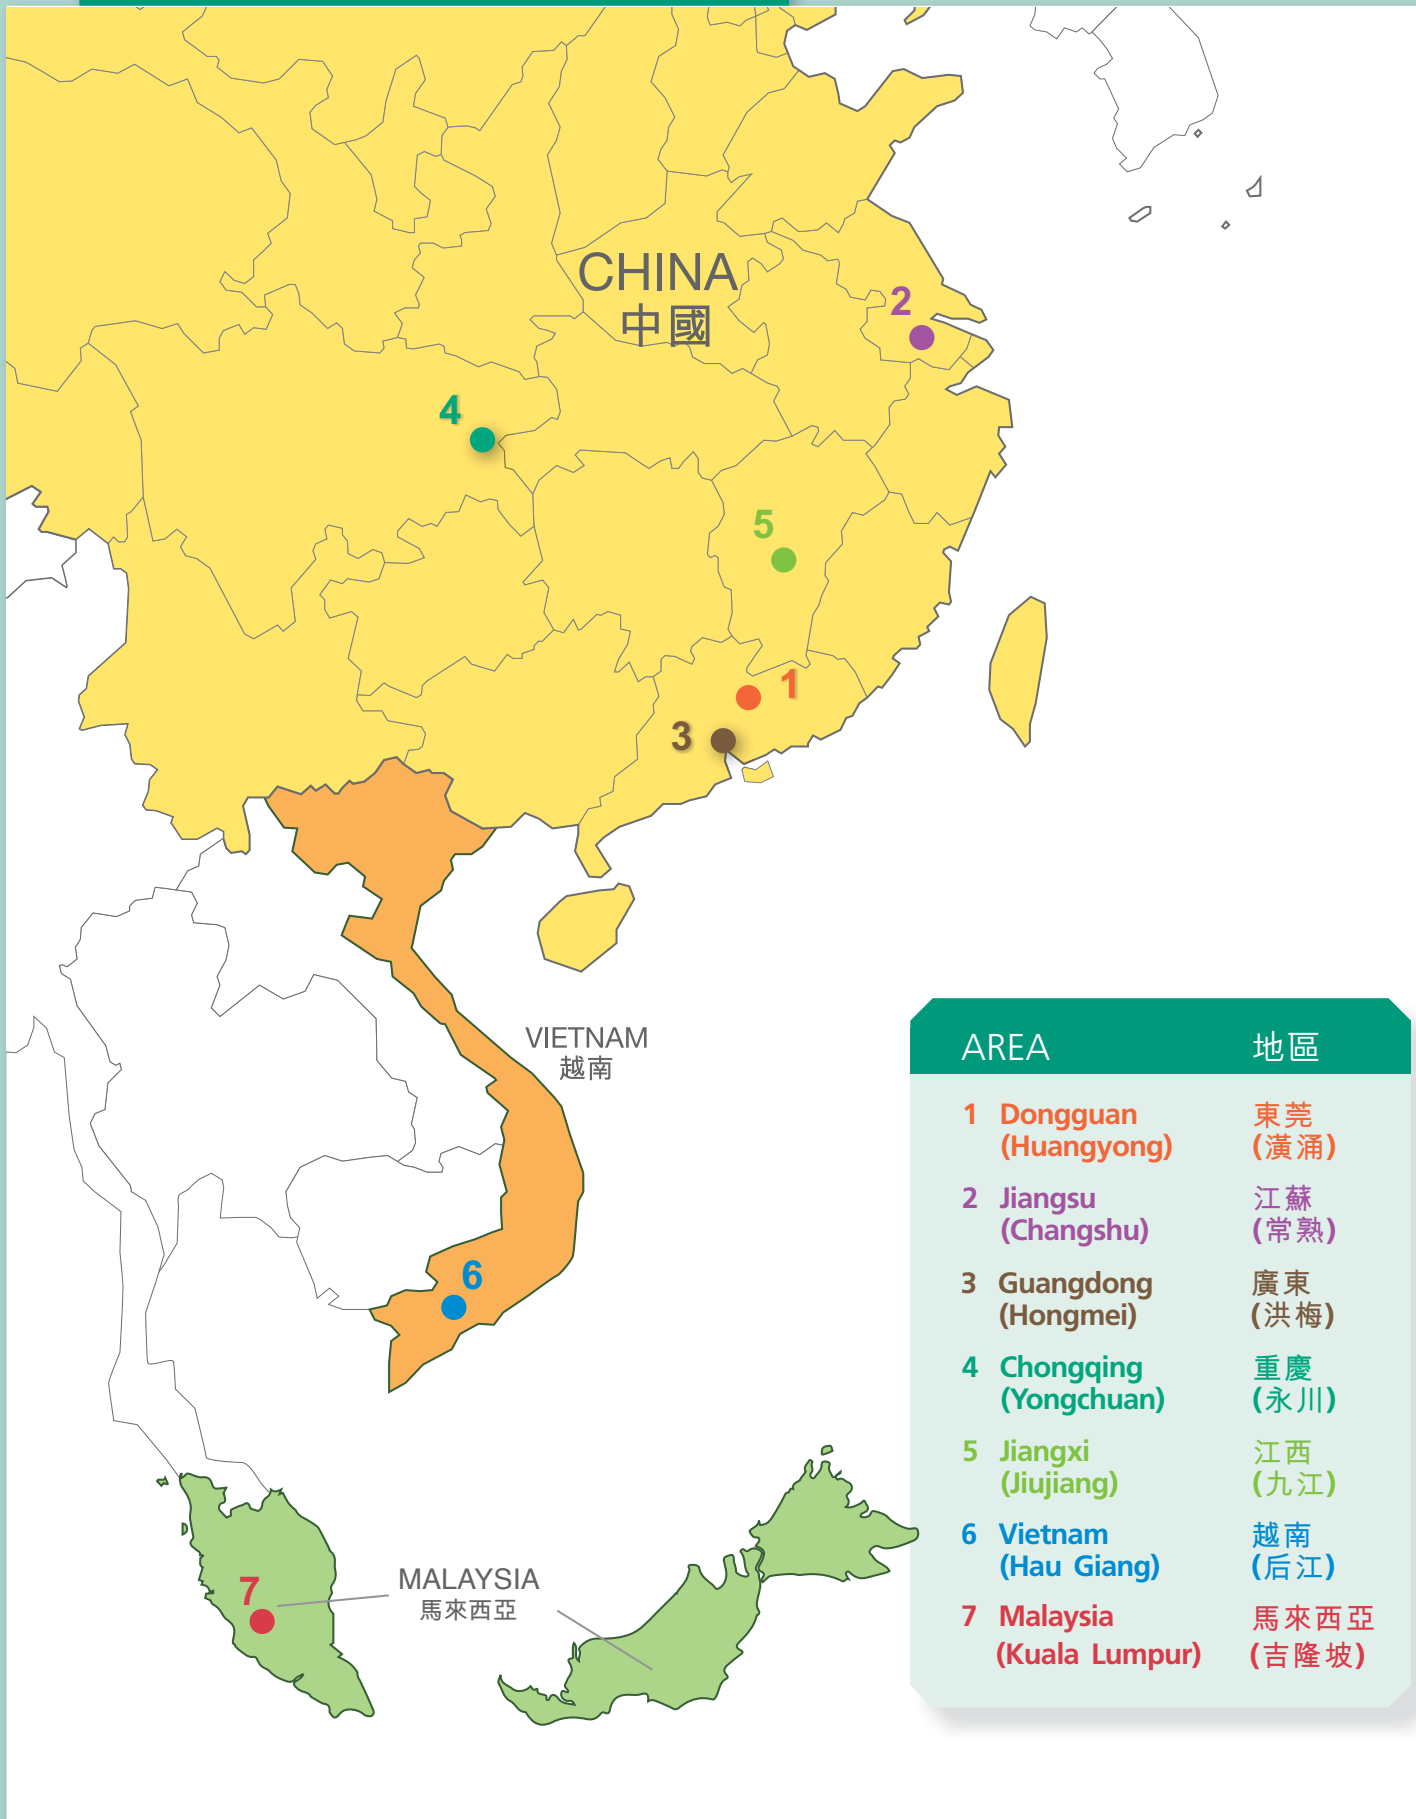 CHINA
中國
2
4
5
1
3
VIETNAM
越南
6
7
MALAYSIA
馬來西亞
AREA 地區
1 Dongguan 東莞
(Huangyong) (潢涌)
2 Jiangsu 江蘇
(Changshu) (常熟)
3 Guangdong 廣東
(Hongmei) (洪梅)
4 Chongqing 重慶
(Yongchuan) (永川)
5 Jiangxi 江西
(Jiujiang) (九江)
6 Vietnam 越南
(Hau Giang) (后江)
7 Malaysia 馬來西亞
(Kuala Lumpur) (吉隆坡)